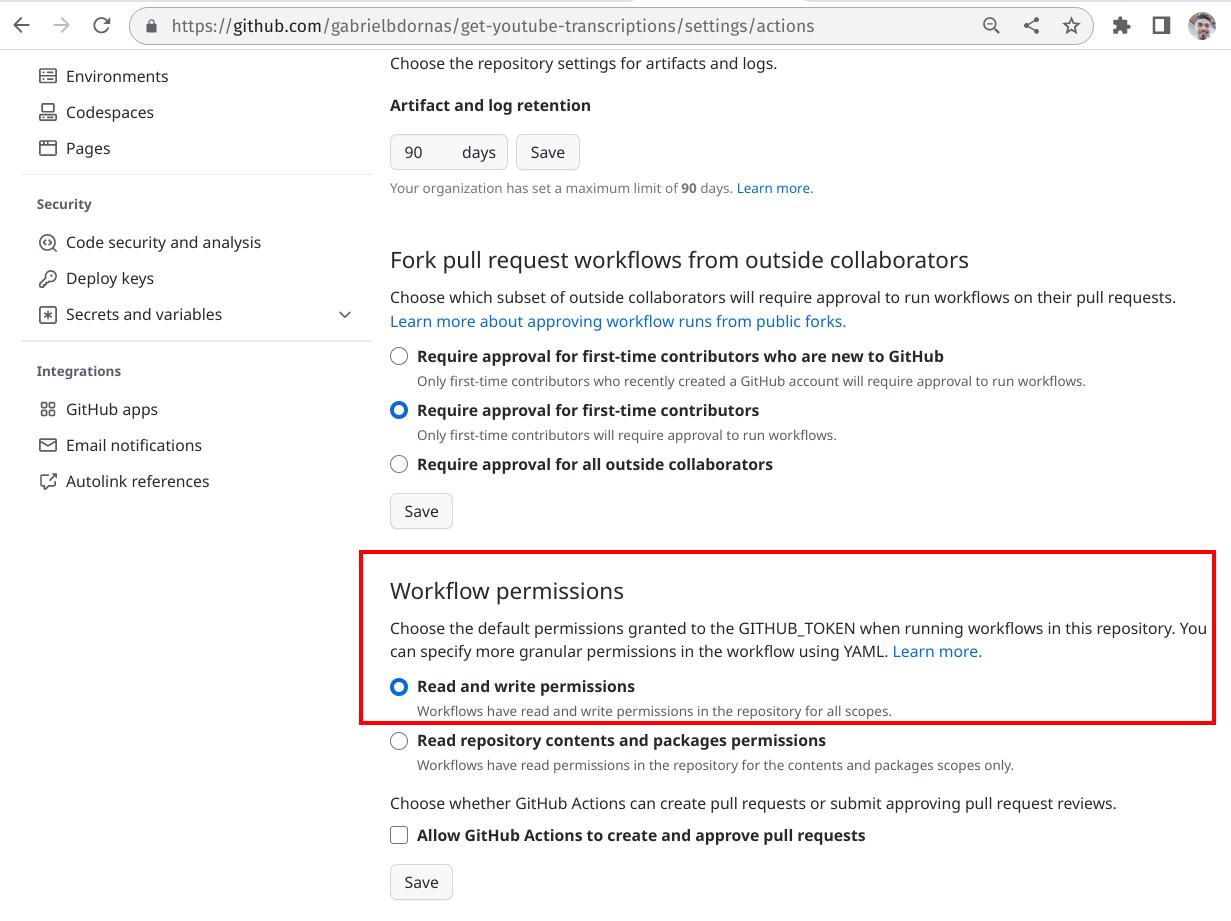 https://github.com/gabrielbdornas/get-youtube-transcriptions/settings/actions
Environments
Codespaces
Pages
Security
Code security and analysis
Deploy keys
Secrets and variables
Integrations
GitHub apps
Email notifications
Autolink references
Choose the repository settings for artifacts and logs.
Artifact and log retention
90 days Save
Your organization has set a maximum limit of 90 days. Learn more.
Fork pull request workflows from outside collaborators
Choose which subset of outside collaborators will require approval to run workflows on their pull requests.
Learn more about approving workflow runs from public forks.
Require approval for first-time contributors who are new to GitHub
Only first-time contributors who recently created a GitHub account will require approval to run workflows.
Require approval for first-time contributors
Only first-time contributors will require approval to run workflows.
Require approval for all outside collaborators
Save
Workflow permissions
Choose the default permissions granted to the GITHUB_TOKEN when running workflows in this repository. You
can specify more granular permissions in the workflow using YAML. Learn more.
Read and write permissions
Workflows have read and write permissions in the repository for all scopes.
Read repository contents and packages permissions
Workflows have read permissions in the repository for the contents and packages scopes only.
Choose whether GitHub Actions can create pull requests or submit approving pull request reviews.
Allow GitHub Actions to create and approve pull requests
Save